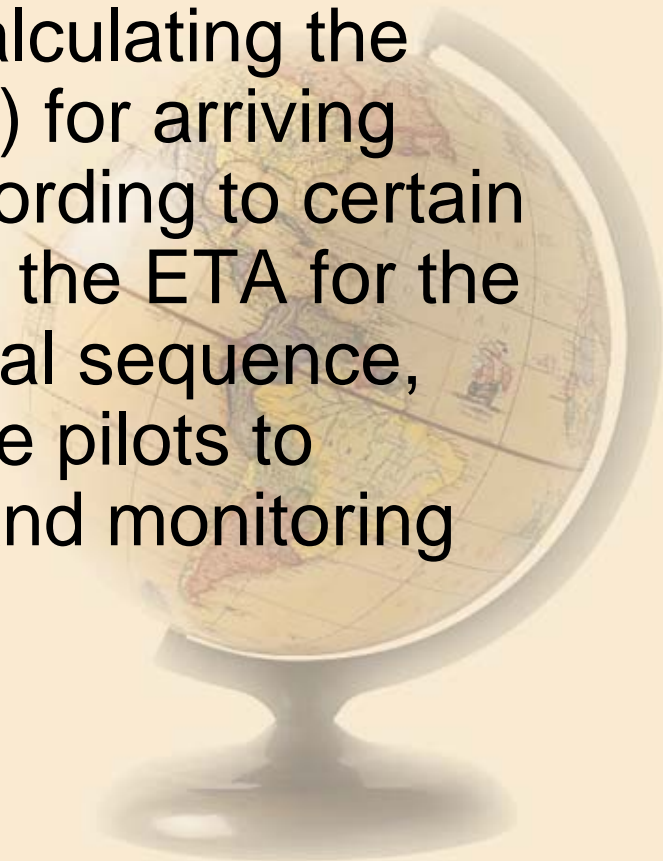 alculating the
) for arriving
ording to certain
the ETA for the
al sequence,
e pilots to
nd monitoring